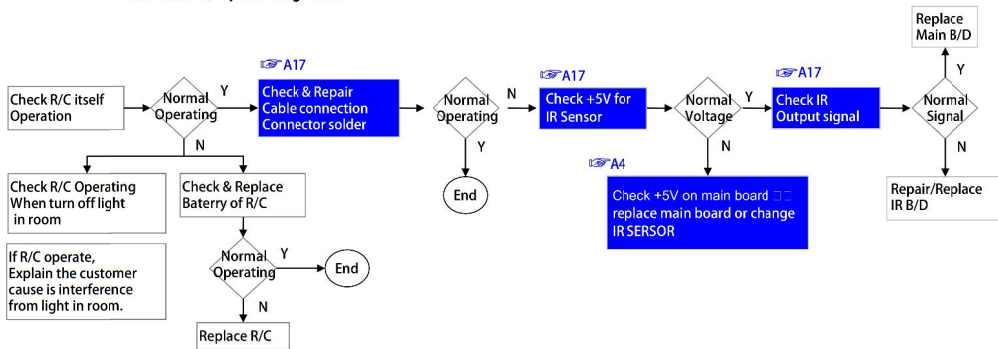 Replace
Main B/D
☞A17
☞A17
☞A17
Y
Check R/C itself
Operation
Normal
Operating
Y
Check & Repair
Cable connection
Connector solder
Normal
Operating
N
Check +5V for
IR Sensor
Normal
Voltage
Y
Check IR
Output signal
Normal
Signal
N
Y
N
N
☞A4
Check R/C Operating
When turn off light
in room
Check & Replace
Baterry of R/C
End
Check +5V on main board □□
replace main board or change
IR SERSOR
Repair/Replace
IR B/D
If R/C operate,
Explain the customer
cause is interference
from light in room.
Normal
Operating
Y
End
N
Replace R/C